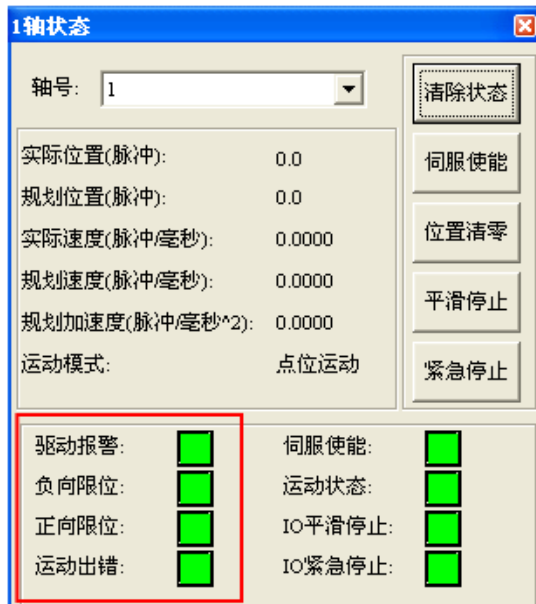 1轴状态
轴号: 1
清除状态
实际位置(脉冲): 0.0
伺服使能
规划位置(脉冲): 0.0
实际速度(脉冲/毫秒): 0.0000
位置清零
规划速度(脉冲/毫秒): 0.0000
平滑停止
规划加速度(脉冲/毫秒^2): 0.0000
运动模式: 点位运动
紧急停止
驱动报警: 伺服使能:
负向限位: 运动状态:
正向限位: IO平滑停止:
运动出错: IO紧急停止: